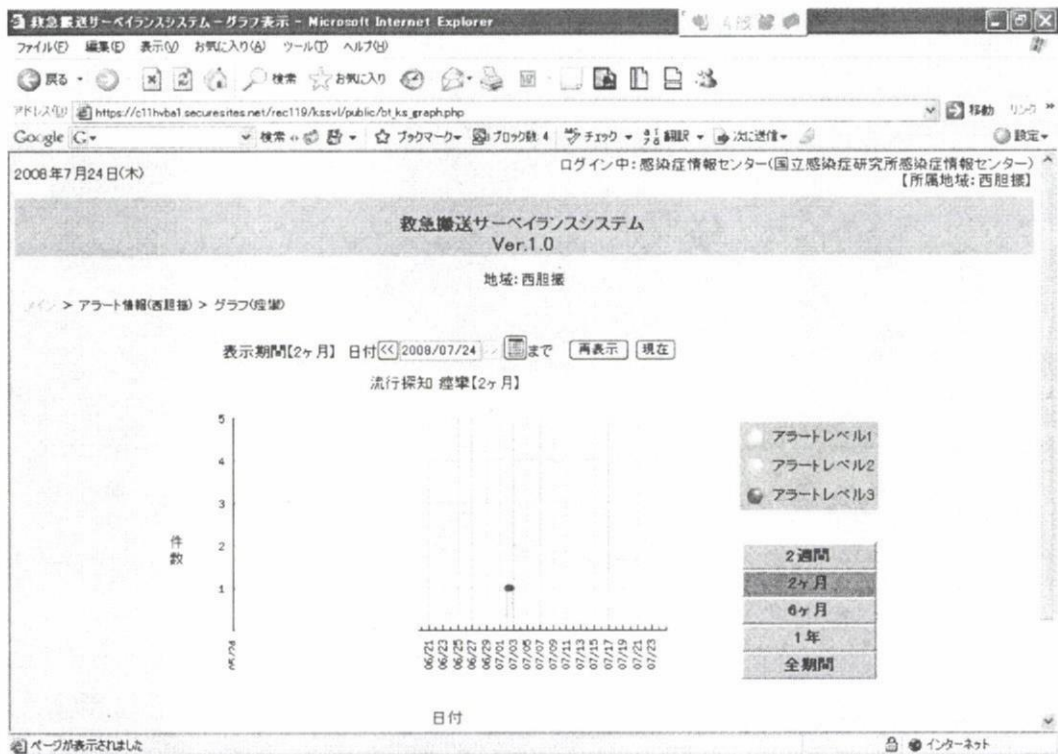 救急搬送サーベイランスシステム－グラフ表示 - Microsoft Internet Explorer
ファイル(F) 編集(E) 表示(V) お気に入り(A) ツール(T) ヘルプ(H)
戻る 検索 お気に入り
アドレス(D) https://c11hvba1.securesites.net/rec119/kssvl/public/bt_ks_graph.php 移動 リンク »
Google G 検索 ブックマーク ブロック数 4 チェック 翻訳 次に送信 設定
2008年7月24日(木)
ログイン中：感染症情報センター(国立感染症研究所感染症情報センター)
【所属地域：西胆振】
救急搬送サーベイランスシステム
Ver.1.0
地域：西胆振
メイン > アラート情報(西胆振) > グラフ(痙攣)
表示期間【2ヶ月】 日付 << 2008/07/24 まで 再表示 現在
流行探知 痙攣【2ヶ月】
5
4
3
2
1
件数
アラートレベル1
アラートレベル2
アラートレベル3
2週間
2ヶ月
6ヶ月
1年
全期間
05/24 06/21 06/23 06/25 06/27 06/29 07/01 07/03 07/05 07/07 07/09 07/11 07/13 07/15 07/17 07/19 07/21 07/23
日付
ページが表示されました
インターネット